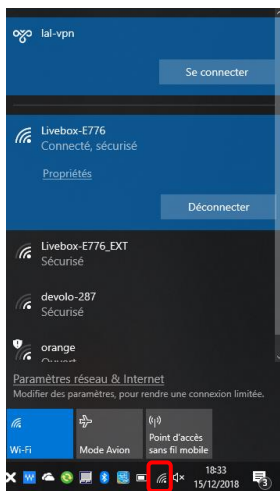 lal-vpn
Se connecter
Livebox-E776
Connecté, sécurisé
Propriétés
Déconnecter
Livebox-E776_EXT
Sécurisé
devolo-287
Sécurisé
orange
Ouvert
Paramètres réseau & Internet
Modifier des paramètres, pour rendre une connexion limitée.
Wi-Fi
Mode Avion
Point d'accès
sans fil mobile
18:33
15/12/2018
3